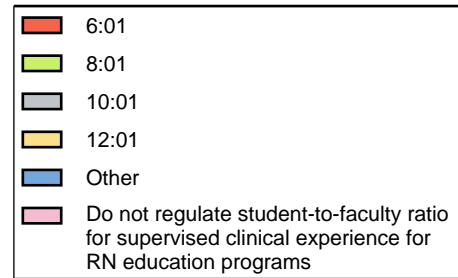 6:01
8:01
10:01
12:01
Other
Do not regulate student-to-faculty ratio
for supervised clinical experience for
RN education programs